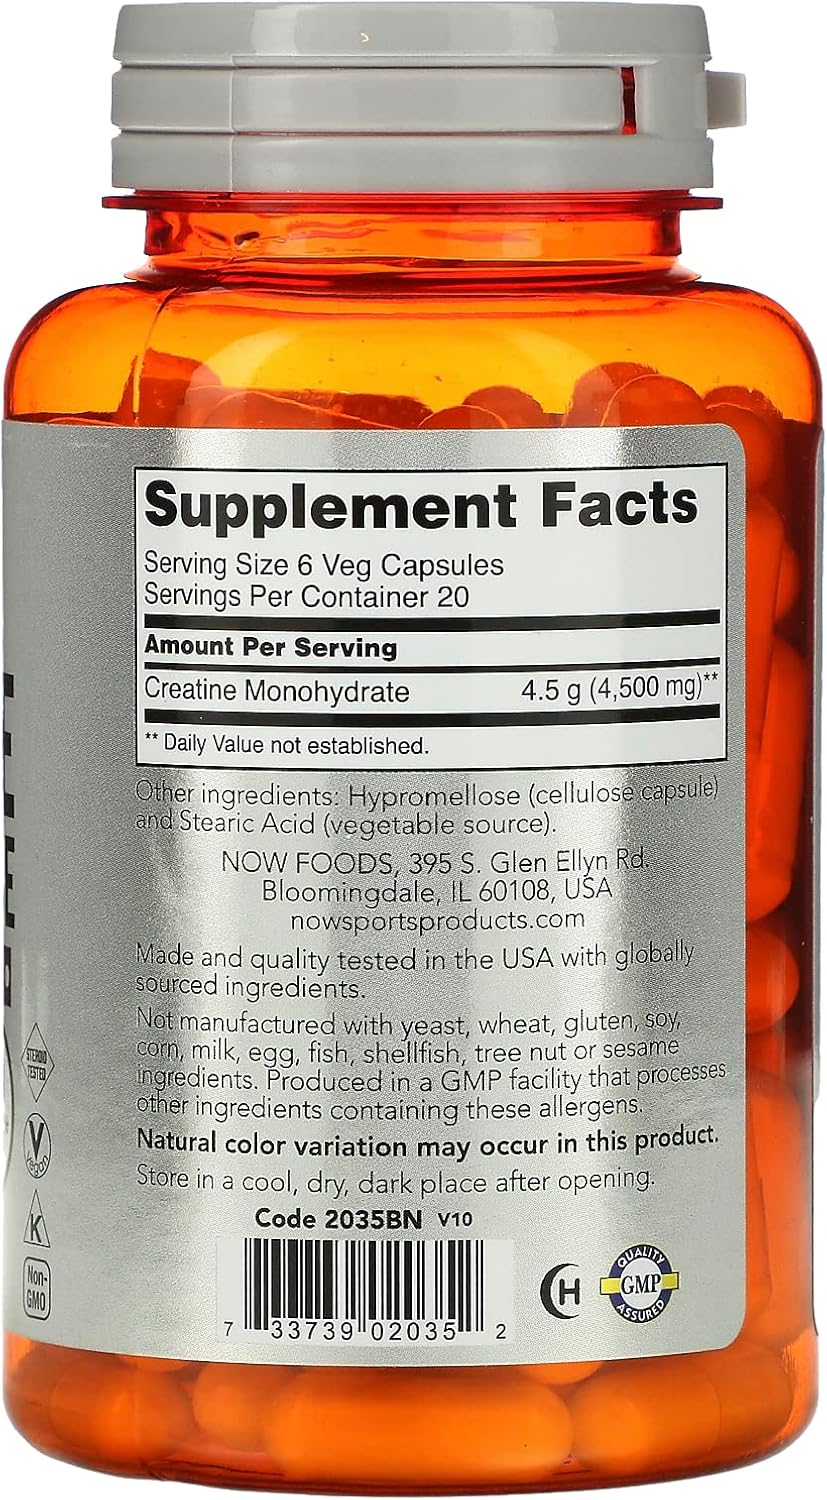 Supplement Facts
Serving Size 6 Veg Capsules
Servings Per Container 20
Amount Per Serving
Creatine Monohydrate 4.5 g (4,500 mg)**
** Daily Value not established.
Other ingredients: Hypromellose (cellulose capsule)
and Stearic Acid (vegetable source).
NOW FOODS, 395 S. Glen Ellyn Rd.
Bloomingdale, IL 60108, USA
nowsportsproducts.com
Made and quality tested in the USA with globally
sourced ingredients.
Not manufactured with yeast, wheat, gluten, soy,
corn, milk, egg, fish, shellfish, tree nut or sesame
ingredients. Produced in a GMP facility that processes
other ingredients containing these allergens.
Natural color variation may occur in this product.
Store in a cool, dry, dark place after opening.
Code 2035BN V10
7 33739 02035 2
H
QUALITY
GMP
ASSURED
STEROID
TESTED
V
Vegan
K
Non-
GMO